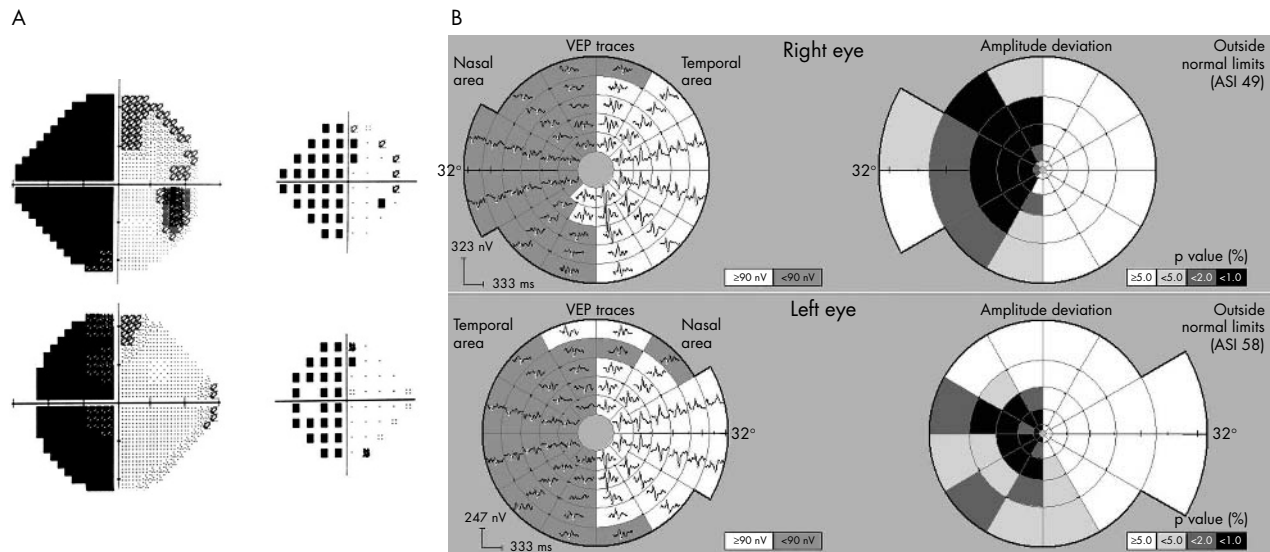 A
B
VEP traces
Right eye
Amplitude deviation
Outside
normal limits
(ASI 49)
Nasal
area
Temporal
area
32°
32°
323 nV
333 ms
≥90 nV <90 nV
p value (%)
≥5.0 <5.0 <2.0 <1.0
VEP traces
Left eye
Amplitude deviation
Outside
normal limits
(ASI 58)
Temporal
area
Nasal
area
32°
32°
247 nV
333 ms
≥90 nV <90 nV
p value (%)
≥5.0 <5.0 <2.0 <1.0